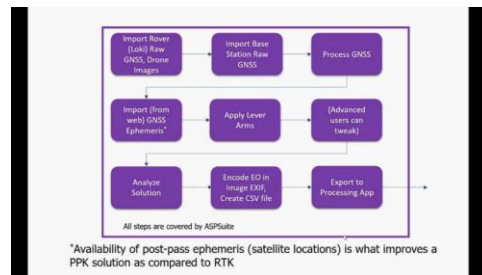 Import Rover
(Loki) Raw
GNSS, Drone
Images
Import Base
Station Raw
GNSS
Process GNSS
Import (from
web) GNSS
Ephemeris*
Apply Lever
Arms
(Advanced
users can
tweak)
Analyze
Solution
Encode EO in
image EXIF,
Create CSV file
Export to
Processing App
All steps are covered by ASPSuite
*Availability of post-pass ephemeris (satellite locations) is what improves a
PPK solution as compared to RTK